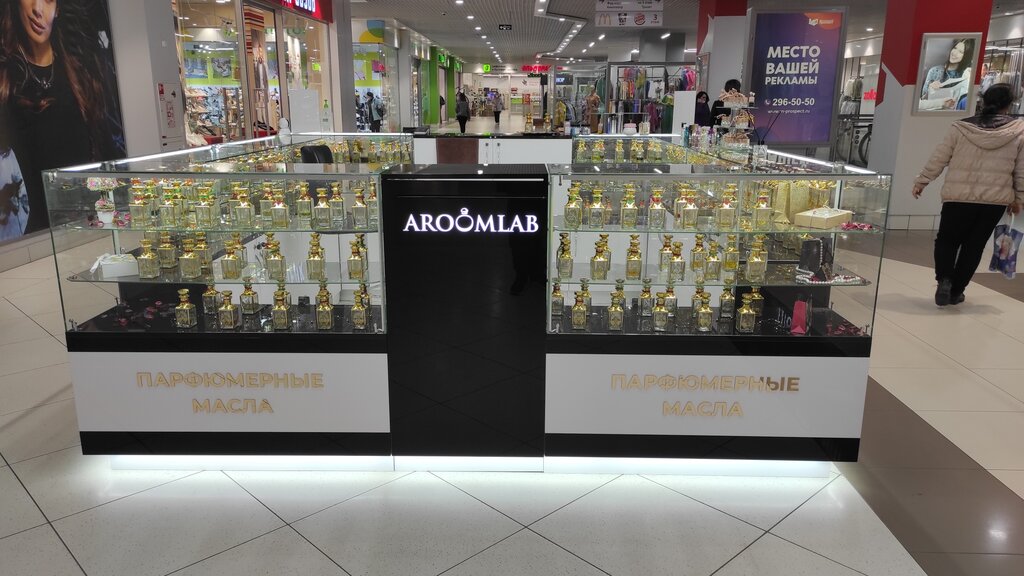 МЕСТО
ВАШЕЙ
РЕКЛАМЫ
296-50-50
AROOMLAB
ПАРФЮМЕРНЫЕ
МАСЛА
ПАРФЮМЕРНЫЕ
МАСЛА